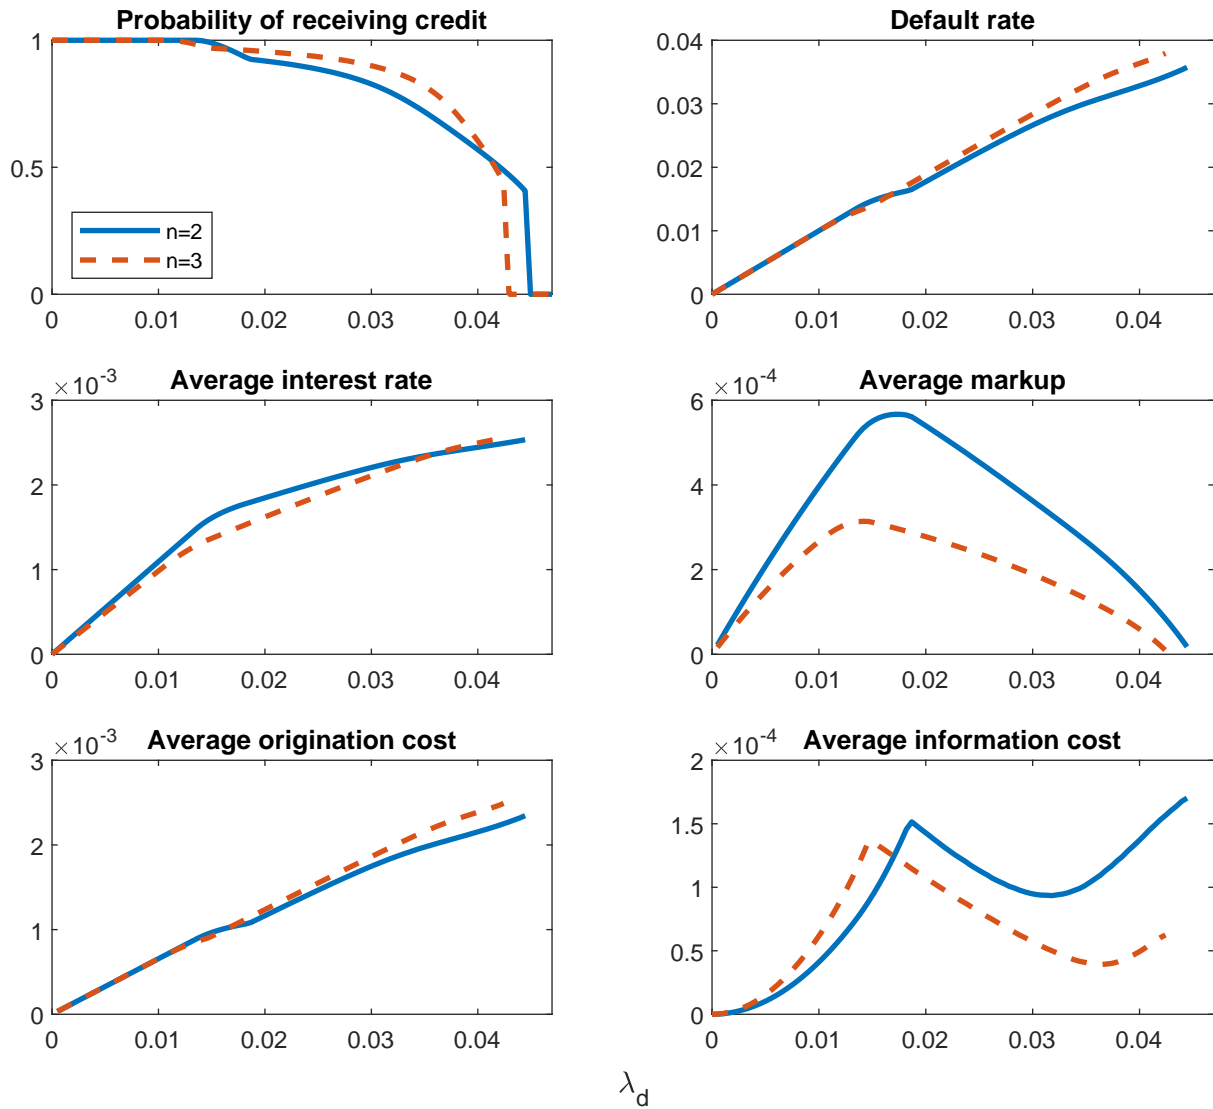 Probability of receiving credit
1
0.5
0
n=2
n=3
0 0.01 0.02 0.03 0.04
Default rate
0.04
0.03
0.02
0.01
0
0 0.01 0.02 0.03 0.04
×10-3
Average interest rate
3
2
1
0
0 0.01 0.02 0.03 0.04
×10-4
Average markup
6
4
2
0
0 0.01 0.02 0.03 0.04
×10-3
Average origination cost
3
2
1
0
0 0.01 0.02 0.03 0.04
×10-4
Average information cost
2
1.5
1
0.5
0
0 0.01 0.02 0.03 0.04
λd